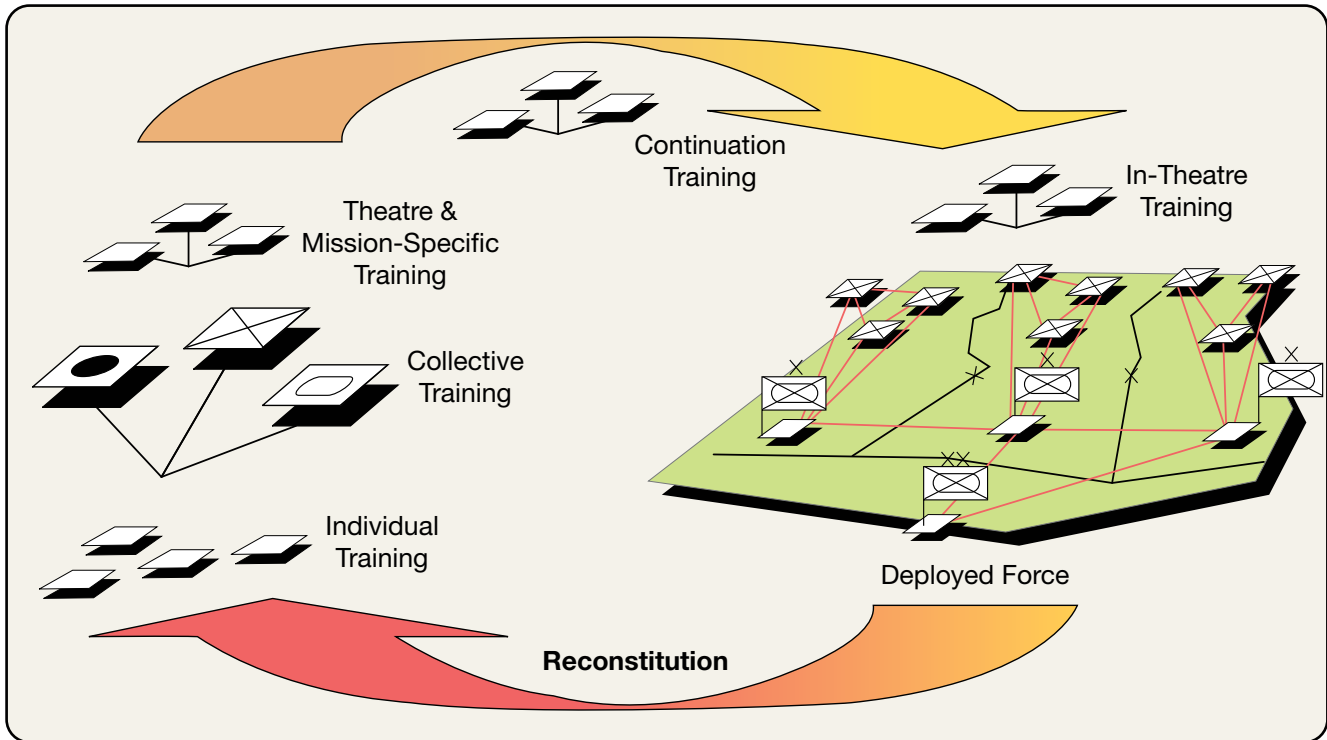 Continuation
Training
In-Theatre
Training
Theatre &
Mission-Specific
Training
Collective
Training
Individual
Training
Deployed Force
Reconstitution